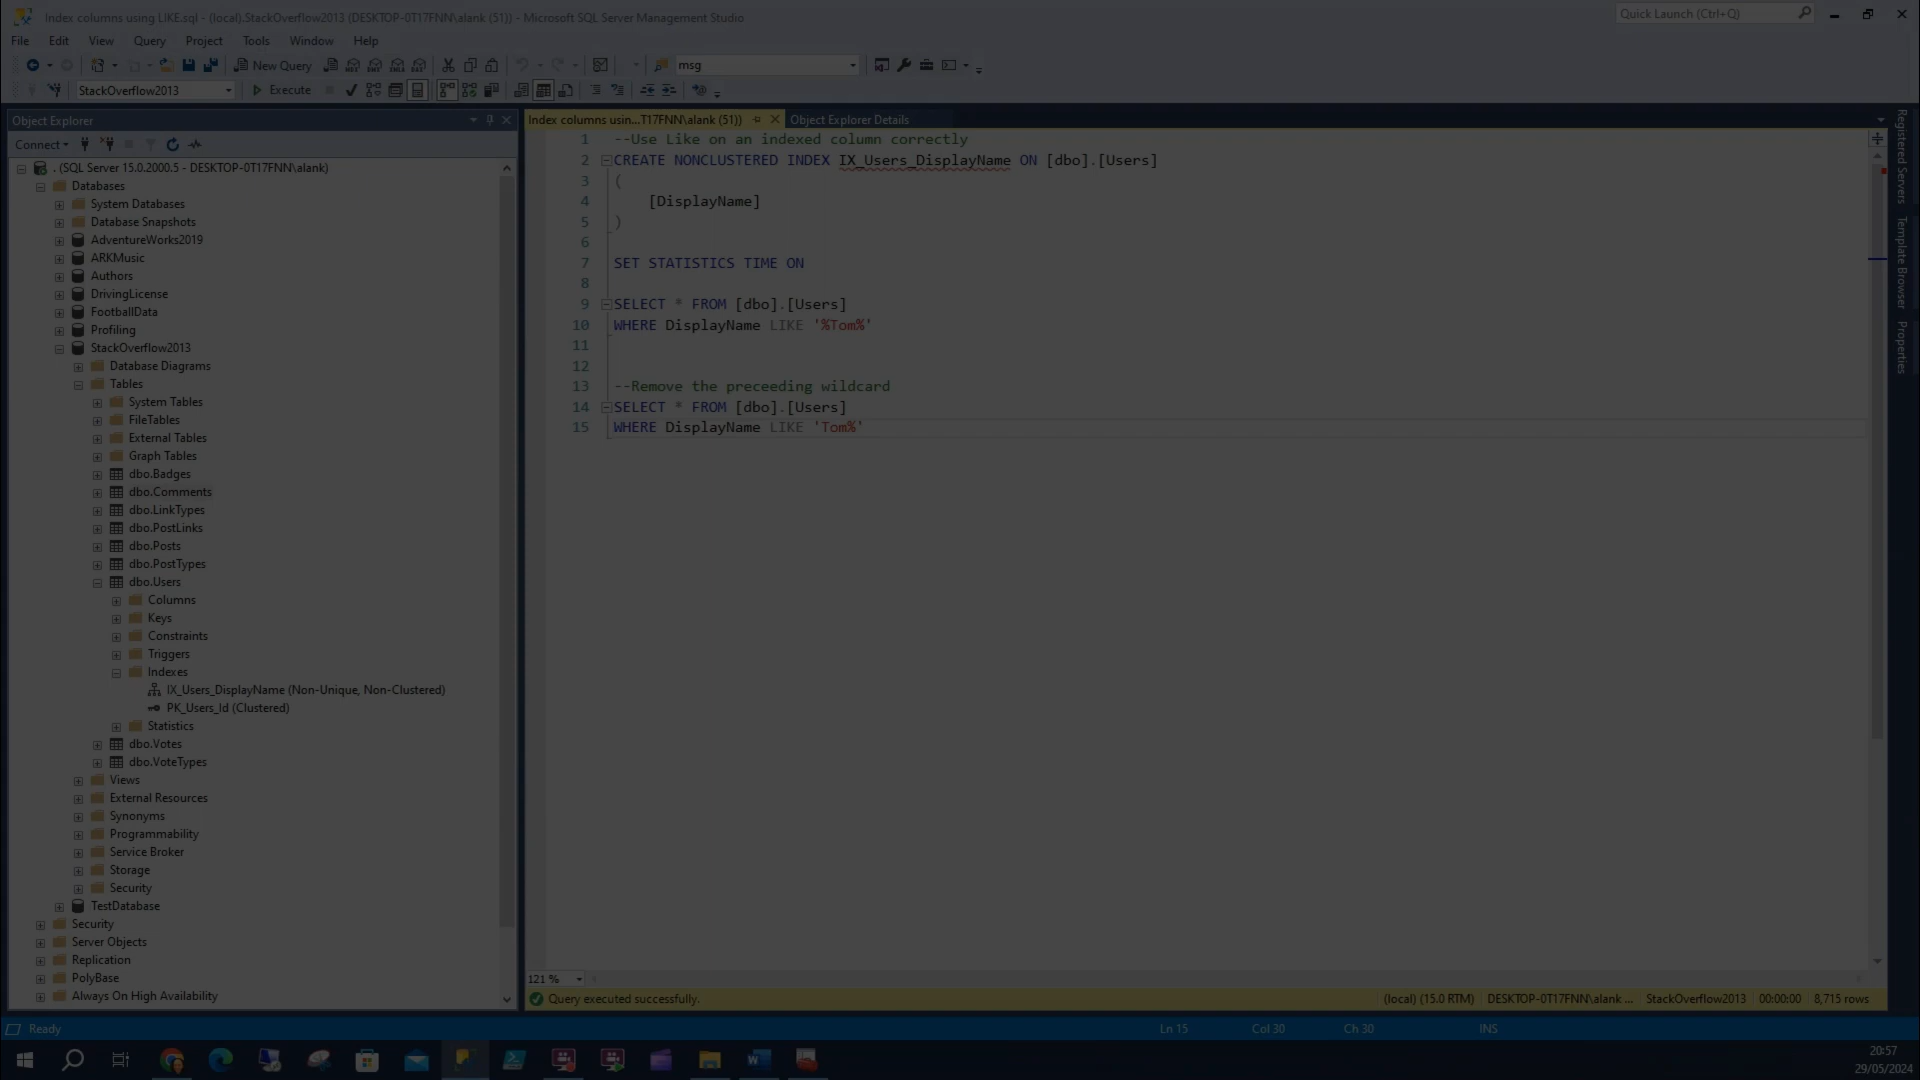 Index columns using LIKE.sql - (local).StackOverflow2013 (DESKTOP-0T17FNN\alank (51)) - Microsoft SQL Server Management Studio
Quick Launch (Ctrl+Q)
File Edit View Query Project Tools Window Help
New Query
msg
StackOverflow2013
Execute
Object Explorer
Connect
. (SQL Server 15.0.2000.5 - DESKTOP-0T17FNN\alank)
Databases
System Databases
Database Snapshots
AdventureWorks2019
ARKMusic
Authors
DrivingLicense
FootballData
Profiling
StackOverflow2013
Database Diagrams
Tables
System Tables
FileTables
External Tables
Graph Tables
dbo.Badges
dbo.Comments
dbo.LinkTypes
dbo.PostLinks
dbo.Posts
dbo.PostTypes
dbo.Users
Columns
Keys
Constraints
Triggers
Indexes
IX_Users_DisplayName (Non-Unique, Non-Clustered)
PK_Users_Id (Clustered)
Statistics
dbo.Votes
dbo.VoteTypes
Views
External Resources
Synonyms
Programmability
Service Broker
Storage
Security
TestDatabase
Security
Server Objects
Replication
PolyBase
Always On High Availability
Index columns usin...T17FNN\alank (51))
Object Explorer Details
1 --Use Like on an indexed column correctly
2 CREATE NONCLUSTERED INDEX IX_Users_DisplayName ON [dbo].[Users]
3 (
4 [DisplayName]
5 )
6
7 SET STATISTICS TIME ON
8
9 SELECT * FROM [dbo].[Users]
10 WHERE DisplayName LIKE '%Tom%'
11
12
13 --Remove the preceeding wildcard
14 SELECT * FROM [dbo].[Users]
15 WHERE DisplayName LIKE 'Tom%'
121 %
Query executed successfully.
(local) (15.0 RTM) DESKTOP-0T17FNN\alank ... StackOverflow2013 00:00:00 8,715 rows
Registered Servers
Template Browser
Properties
Ready
Ln 15 Col 30 Ch 30 INS
20:57
29/05/2024